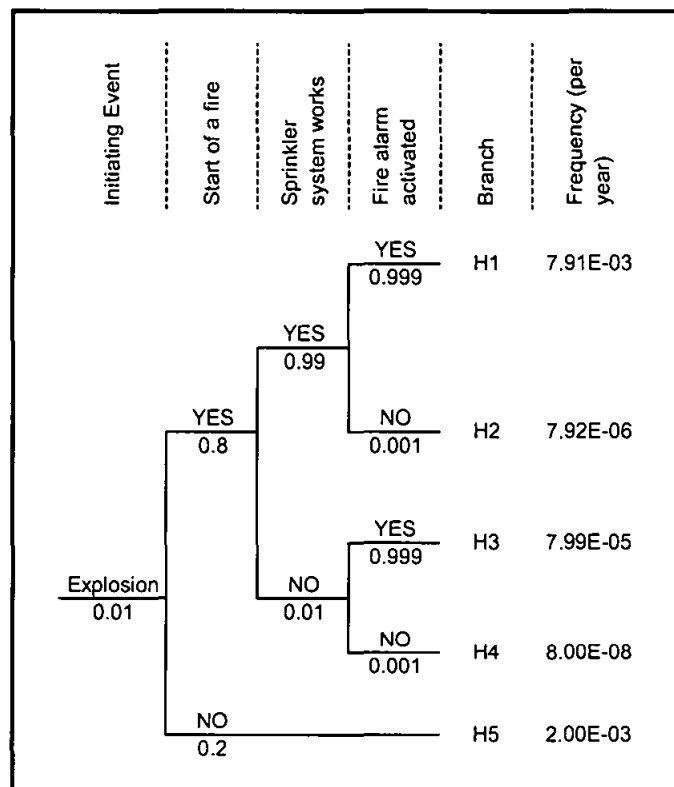 Initiating Event
Start of a fire
Sprinkler
system works
Fire alarm
activated
Branch
Frequency (per
year)
YES
0.999
H1
7.91E-03
YES
0.99
NO
0.001
H2
7.92E-06
YES
0.8
YES
0.999
H3
7.99E-05
Explosion
0.01
NO
0.01
NO
0.001
H4
8.00E-08
NO
0.2
H5
2.00E-03